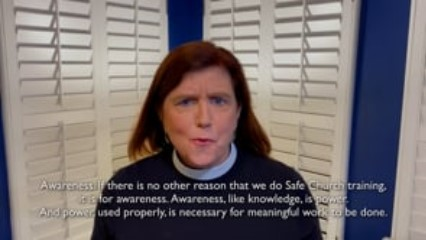 Awareness. If there is no other reason that we do Safe Church training,
it is for awareness. Awareness, like knowledge, is power.
And power, used properly, is necessary for meaningful work to be done.